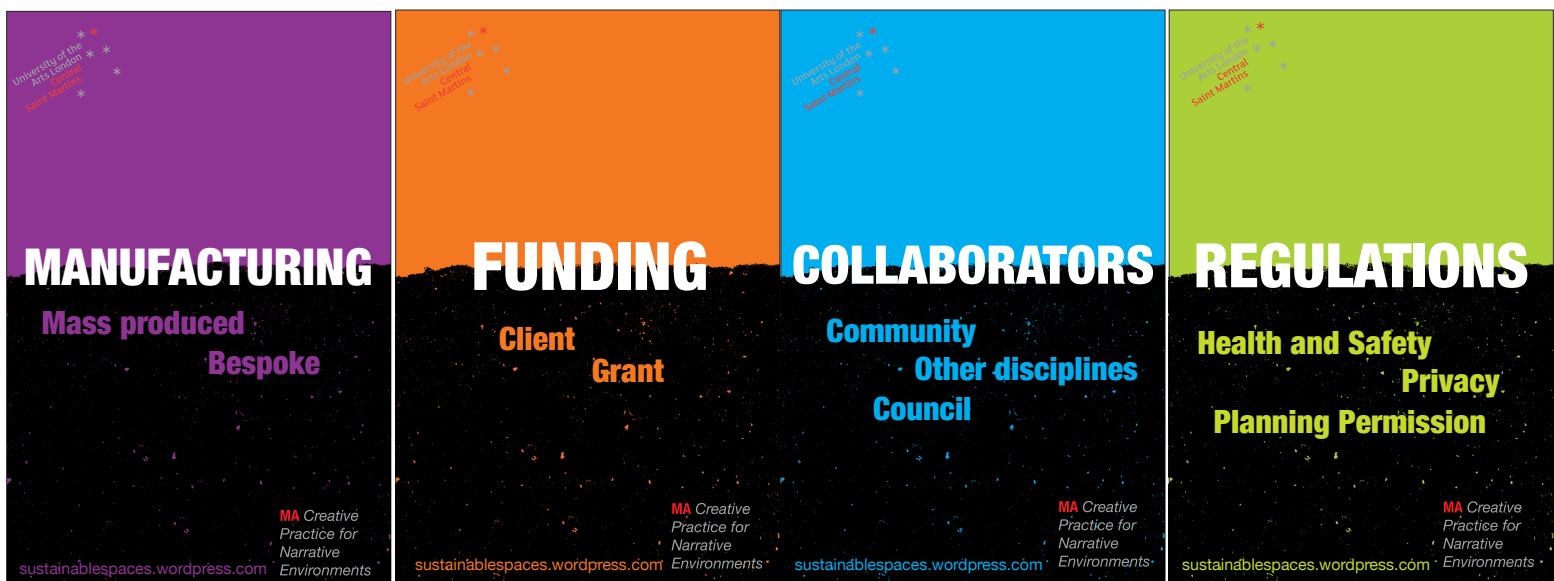 University of the
Arts London
Central
Saint Martins
MANUFACTURING
Mass produced
Bespoke
MA Creative
Practice for
Narrative
Environments
sustainablespaces.wordpress.com
University of the
Arts London
Central
Saint Martins
FUNDING
Client
Grant
MA Creative
Practice for
Narrative
Environments
sustainablespaces.wordpress.com
University of the
Arts London
Central
Saint Martins
COLLABORATORS
Community
Other disciplines
Council
MA Creative
Practice for
Narrative
Environments
sustainablespaces.wordpress.com
University of the
Arts London
Central
Saint Martins
REGULATIONS
Health and Safety
Privacy
Planning Permission
MA Creative
Practice for
Narrative
Environments
sustainablespaces.wordpress.com